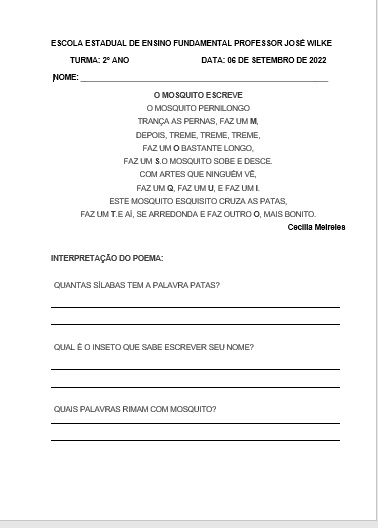 ESCOLA ESTADUAL DE ENSINO FUNDAMENTAL PROFESSOR JOSÉ WILKE
TURMA: 2º ANO DATA: 06 DE SETEMBRO DE 2022
NOME: ___________________________________________
O MOSQUITO ESCREVE
O MOSQUITO PERNILONGO
TRANÇA AS PERNAS, FAZ UM M,
DEPOIS, TREME, TREME, TREME,
FAZ UM O BASTANTE LONGO,
FAZ UM S.O MOSQUITO SOBE E DESCE.
COM ARTES QUE NINGUÉM VÊ,
FAZ UM Q, FAZ UM U, E FAZ UM I.
ESTE MOSQUITO ESQUISITO CRUZA AS PATAS,
FAZ UM T.E AÍ, SE ARREDONDA E FAZ OUTRO O, MAIS BONITO.
Cecília Meireles
INTERPRETAÇÃO DO POEMA:
QUANTAS SÍLABAS TEM A PALAVRA PATAS?
QUAL É O INSETO QUE SABE ESCREVER SEU NOME?
QUAIS PALAVRAS RIMAM COM MOSQUITO?